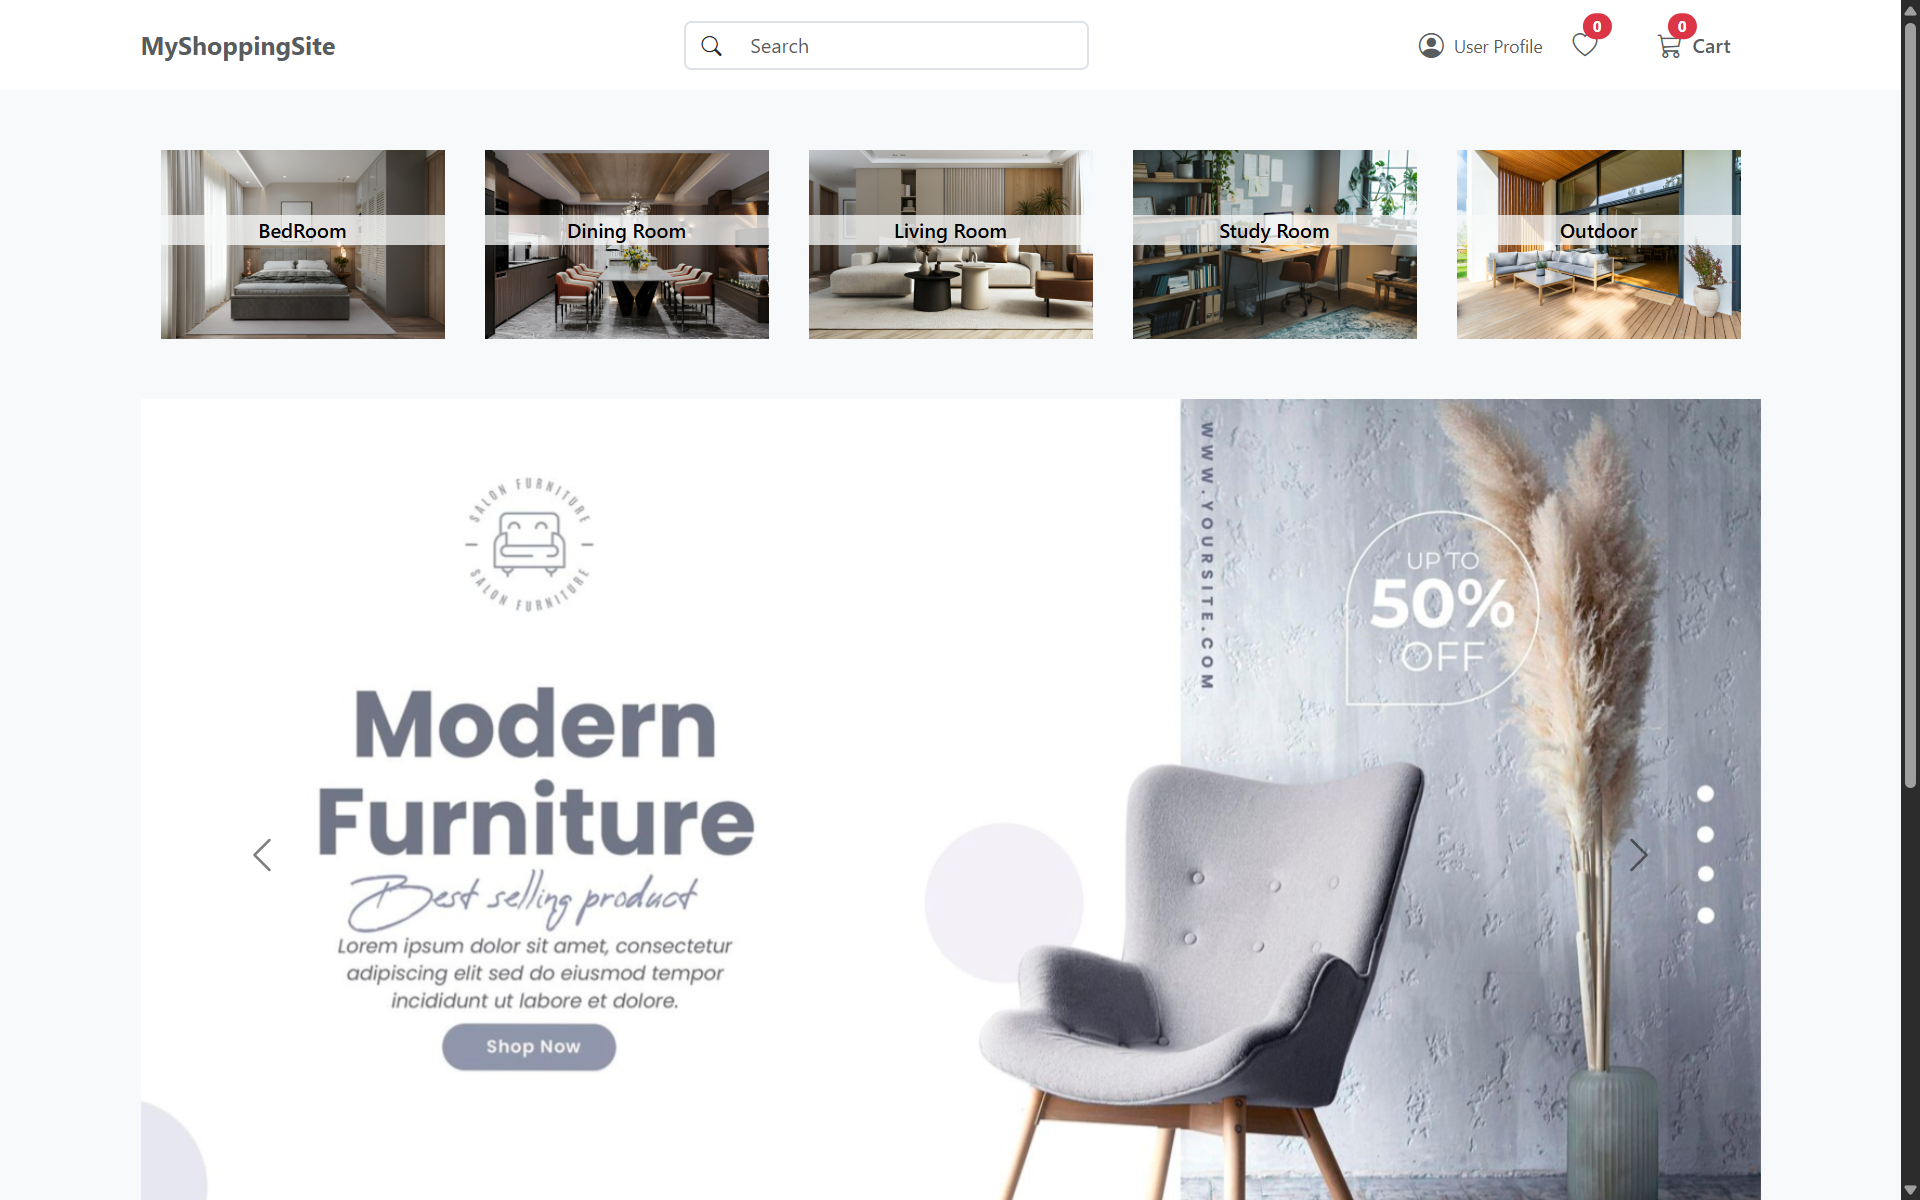 MyShoppingSite
Search
User Profile
0
0
Cart
BedRoom
Dining Room
Living Room
Study Room
Outdoor
SALON FURNITURE
SALON FURNITURE
Modern
Furniture
Best selling product
Lorem ipsum dolor sit amet, consectetur
adipiscing elit sed do eiusmod tempor
incididunt ut labore et dolore.
Shop Now
WWW.YOURSITE.COM
UP TO
50%
OFF